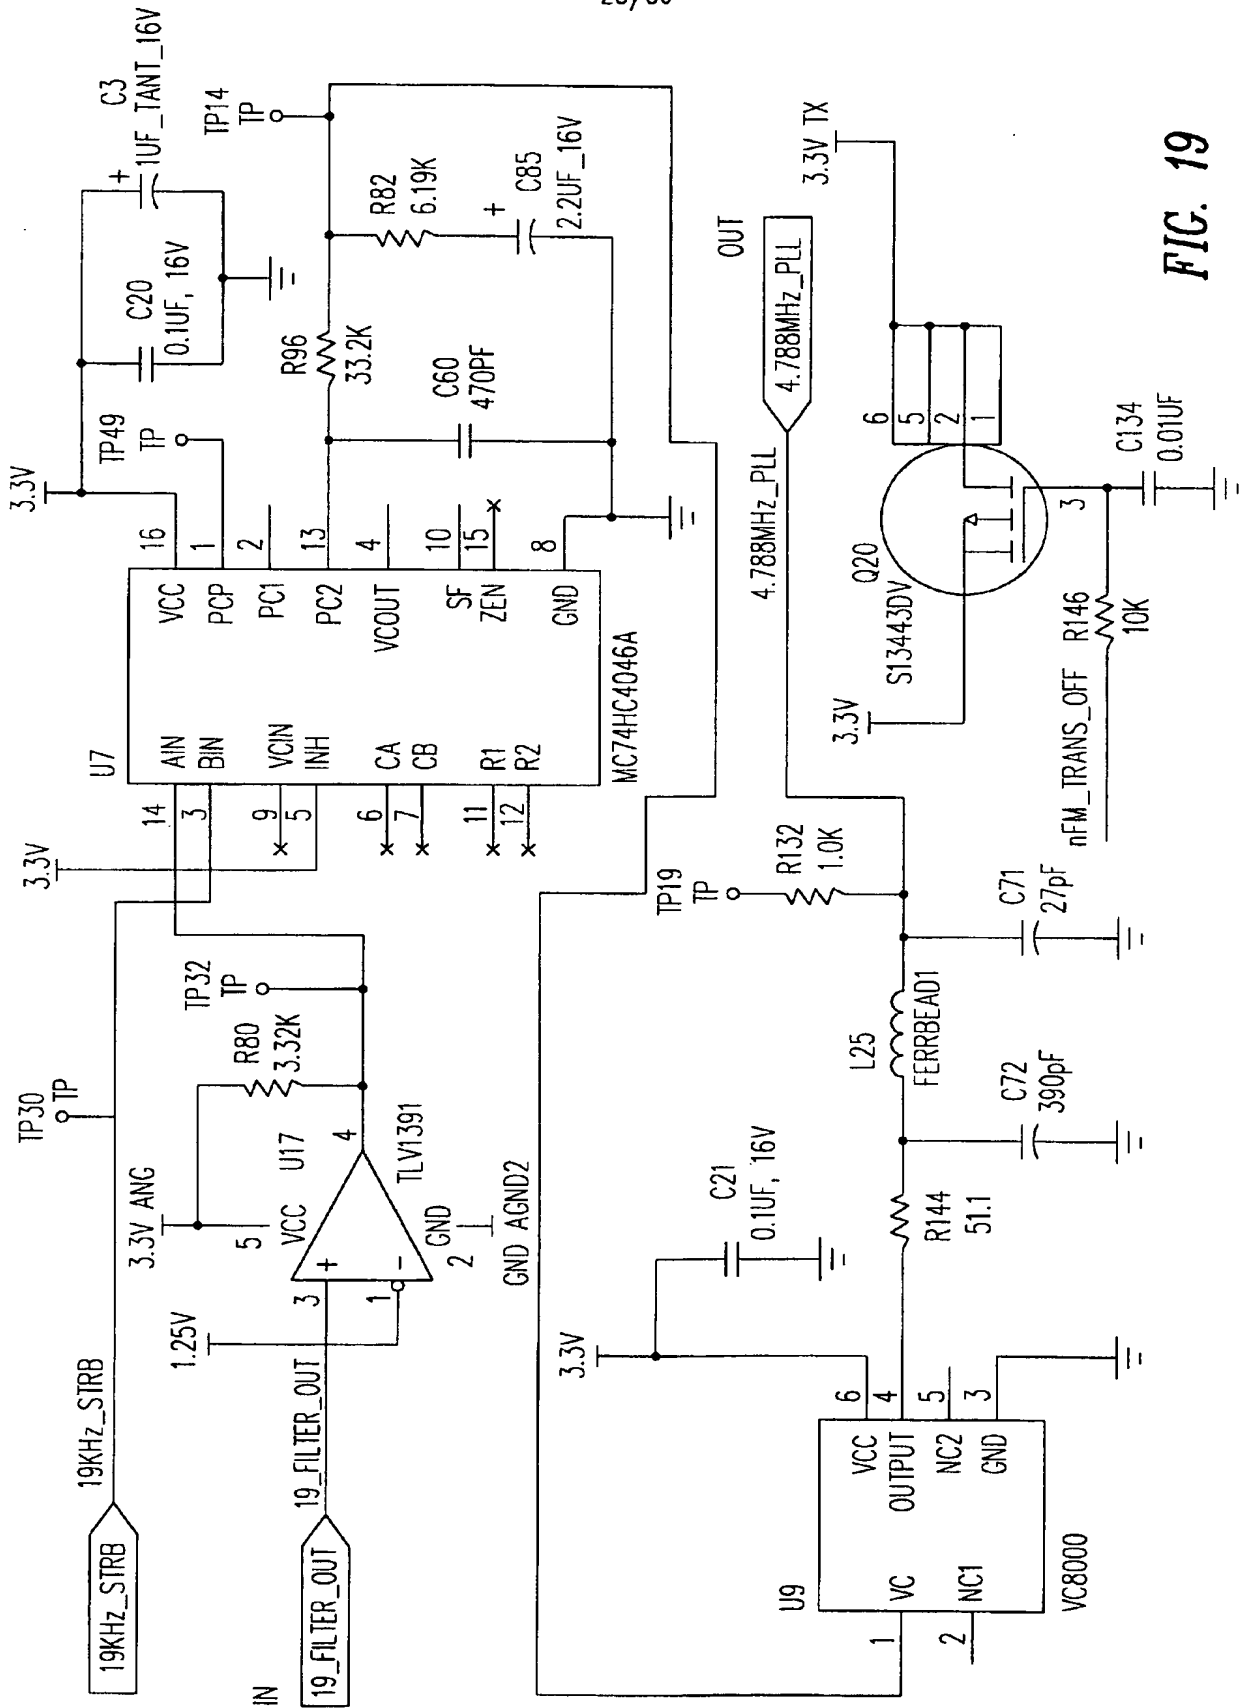 19KHz_STRB
19KHz_STRB
TP30
TP
IN
19_FILTER_OUT
19_FILTER_OUT
1.25V
3.3V ANG
R80
3.32K
TP32
TP
U17
VCC
5
3
+
1
-
4
GND
2
TLV1391
GND AGND2
3.3V
U7
14
AIN
3
BIN
9
VCIN
5
INH
6
CA
7
CB
11
R1
12
R2
VCC
16
PCP
1
PC1
2
PC2
13
VCOUT
4
SF
10
ZEN
15
GND
8
MC74HC4046A
3.3V
TP49
TP
C20
0.1UF, 16V
C3
+
1UF_TANT_16V
R96
33.2K
C60
470PF
TP14
TP
R82
6.19K
+
C85
2.2UF_16V
U9
1
VC
2
NC1
VCC
6
OUTPUT
4
NC2
5
GND
3
VC8000
3.3V
C21
0.1UF, 16V
R144
51.1
C72
390pF
L25
FERRBEAD1
C71
27pF
TP19
TP
R132
1.0K
4.788MHz_PLL
OUT
4.788MHz_PLL
3.3V
Q20
S13443DV
6
5
2
1
3
3.3V TX
nFM_TRANS_OFF
R146
10K
C134
0.01UF
FIG. 19